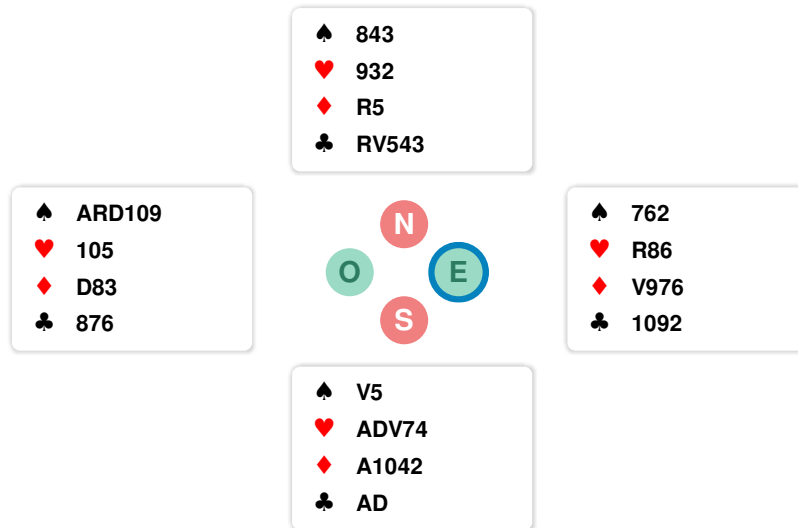 ♠ 843
♥ 932
♦ R5
♣ RV543
♠ ARD109
♥ 105
♦ D83
♣ 876
N
O E
S
♠ 762
♥ R86
♦ V976
♣ 1092
♠ V5
♥ ADV74
♦ A1042
♣ AD